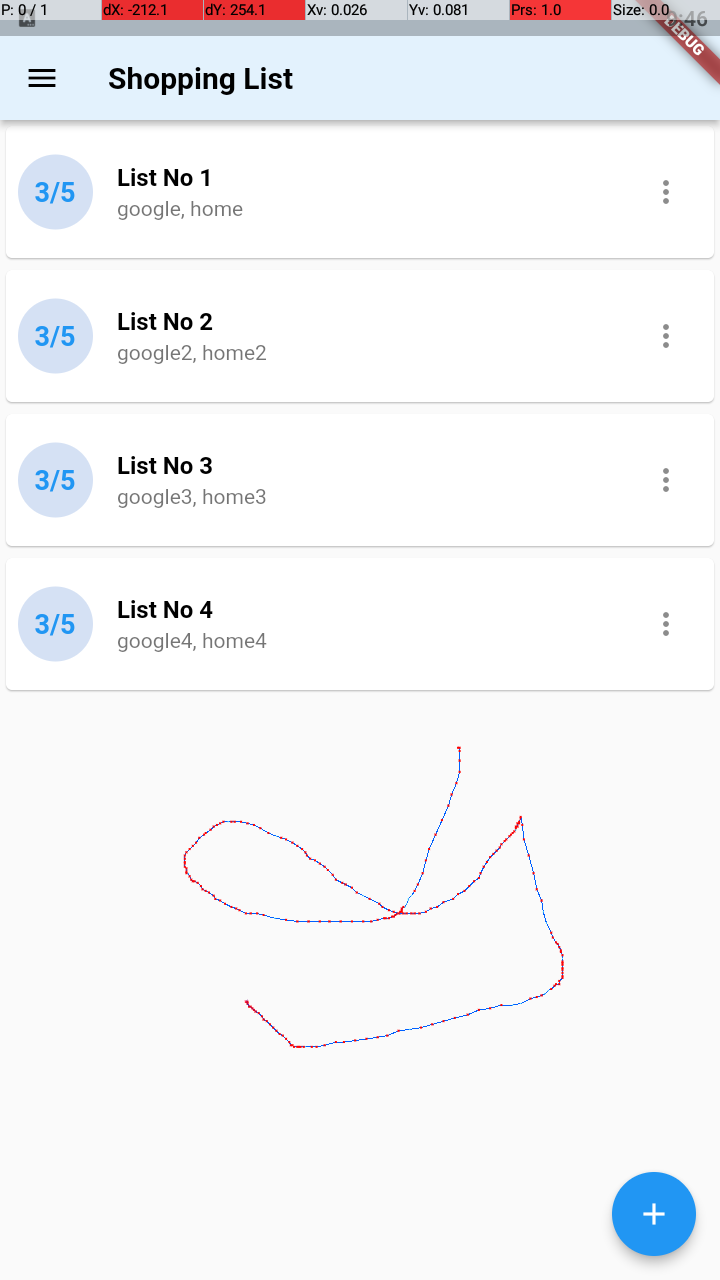 P: 0 / 1 dX: -212.1 dY: 254.1 Xv: 0.026 Yv: 0.081 Prs: 1.0 Size: 0.0
DEBUG
Shopping List
3/5
List No 1
google, home
3/5
List No 2
google2, home2
3/5
List No 3
google3, home3
3/5
List No 4
google4, home4
+